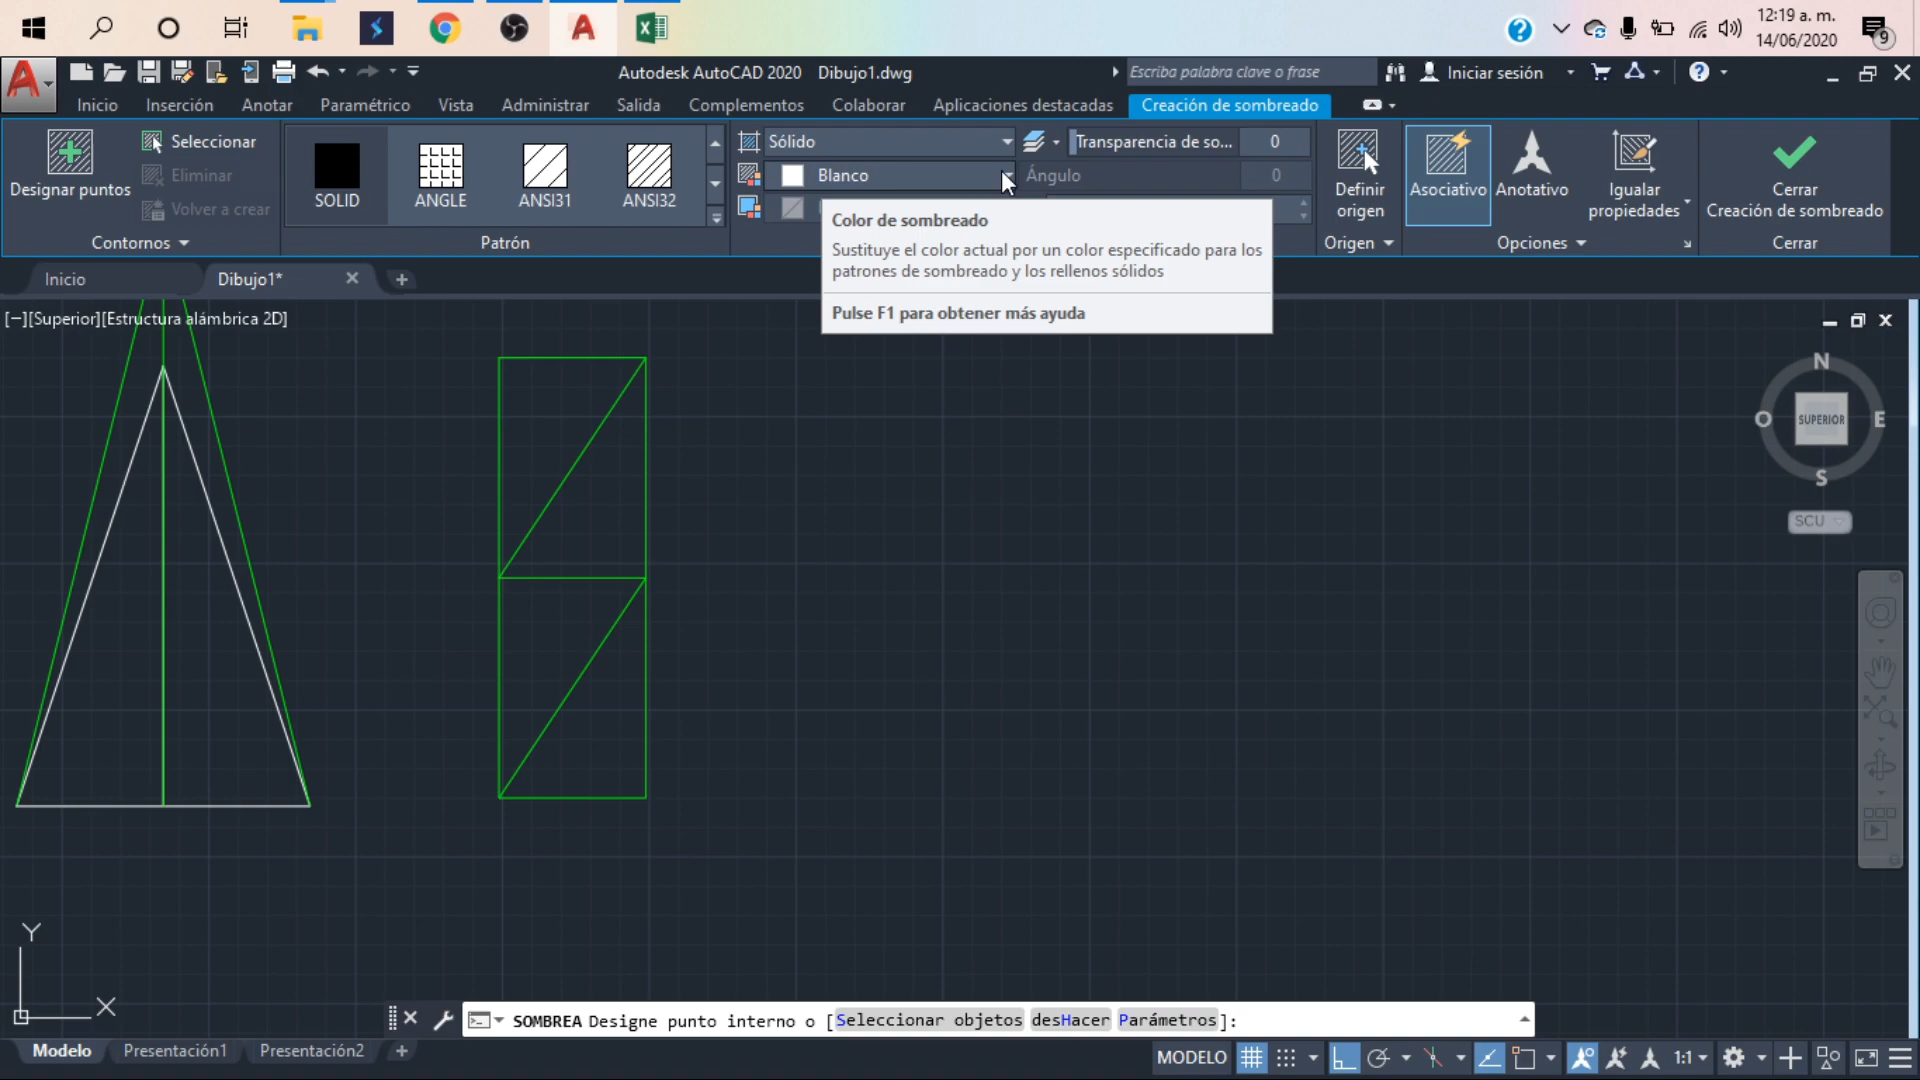 12:19 a. m.
14/06/2020
9
Autodesk AutoCAD 2020 Dibujo1.dwg
Escriba palabra clave o frase
Iniciar sesión
Inicio Inserción Anotar Paramétrico Vista Administrar Salida Complementos Colaborar Aplicaciones destacadas Creación de sombreado
Designar puntos
Seleccionar
Eliminar
Volver a crear
Contornos
SOLID
ANGLE
ANSI31
ANSI32
Patrón
Sólido
Transparencia de so... 0
Blanco
Ángulo 0
Definir
origen
Origen
Asociativo
Anotativo
Igualar
propiedades
Opciones
Cerrar
Creación de sombreado
Cerrar
Color de sombreado
Sustituye el color actual por un color especificado para los
patrones de sombreado y los rellenos sólidos
Pulse F1 para obtener más ayuda
Inicio
Dibujo1*
[−][Superior][Estructura alámbrica 2D]
N
O
SUPERIOR
E
S
SCU
Y
X
SOMBREA Designe punto interno o [Seleccionar objetos desHacer Parámetros]:
Modelo Presentación1 Presentación2
MODELO
1:1